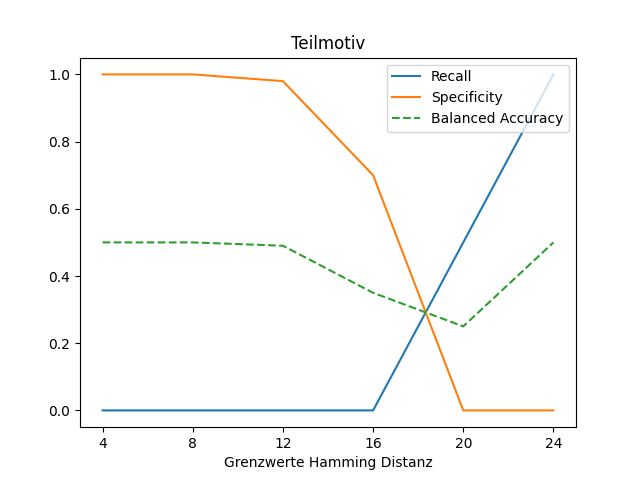 Teilmotiv
Recall
Specificity
Balanced Accuracy
1.0
0.8
0.6
0.4
0.2
0.0
4 8 12 16 20 24
Grenzwerte Hamming Distanz